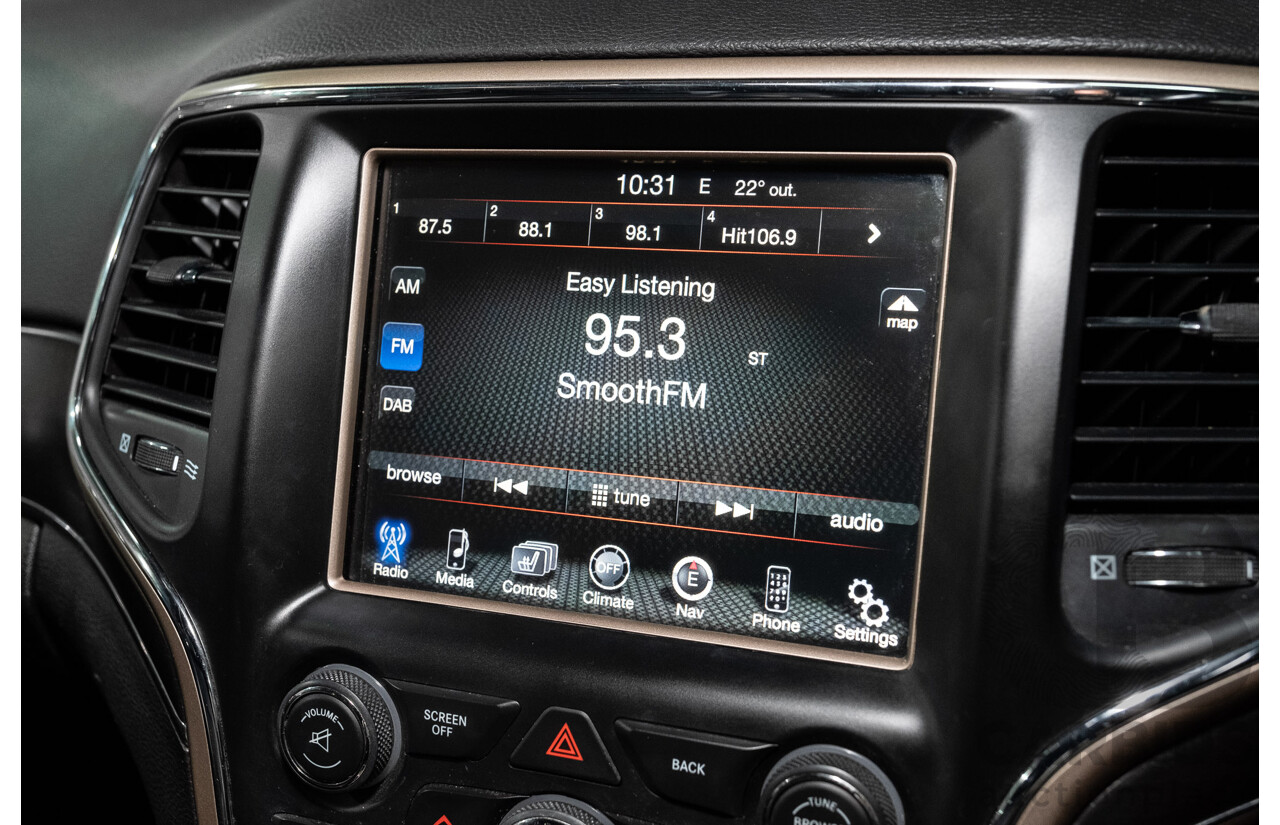 10:31 E 22° out.
1 87.5 2 88.1 3 98.1 4 Hit106.9
AM
Easy Listening
map
FM
95.3 ST
DAB
SmoothFM
browse tune audio
Radio Media Controls OFF Climate E Nav Phone Settings
VOLUME
SCREEN
OFF
BACK
TUNE